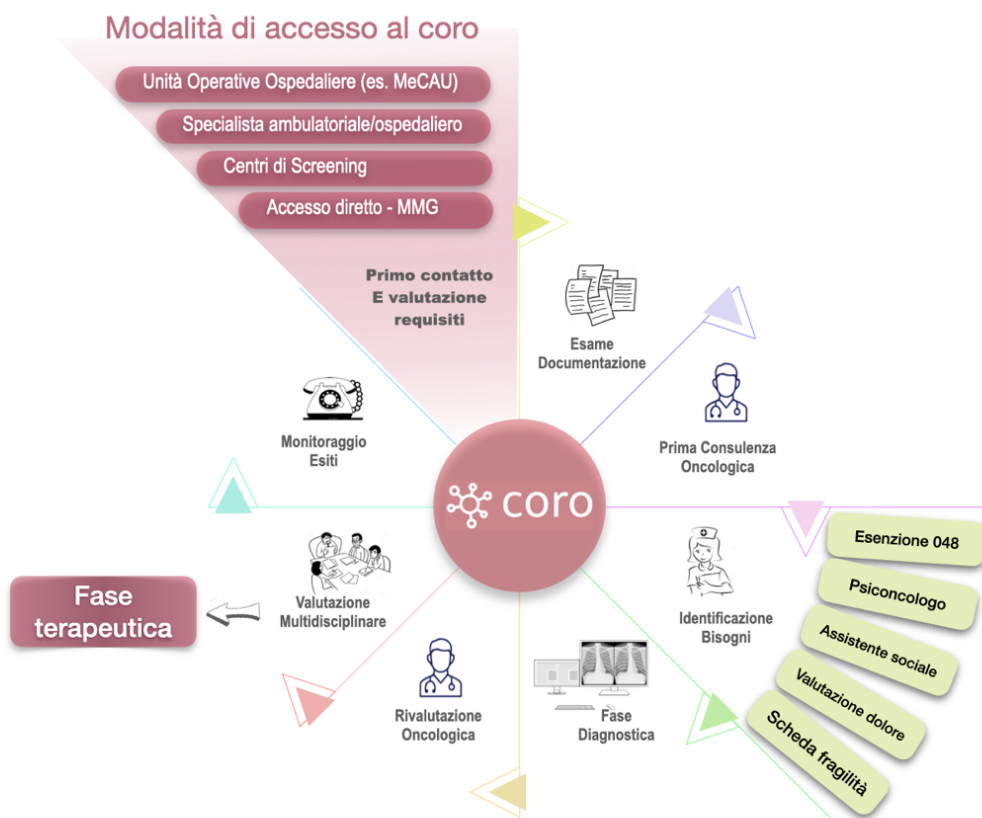 Modalità di accesso al coro
Unità Operative Ospedaliere (es. MeCAU)
Specialista ambulatoriale/ospedaliero
Centri di Screening
Accesso diretto - MMG
Primo contatto
E valutazione
requisiti
Esame
Documentazione
Prima Consulenza
Oncologica
Monitoraggio
Esiti
coro
Esenzione 048
Psiconcologo
Assistente sociale
Valutazione dolore
Scheda fragilità
Identificazione
Bisogni
Fase
Diagnostica
Rivalutazione
Oncologica
Valutazione
Multidisciplinare
Fase
terapeutica